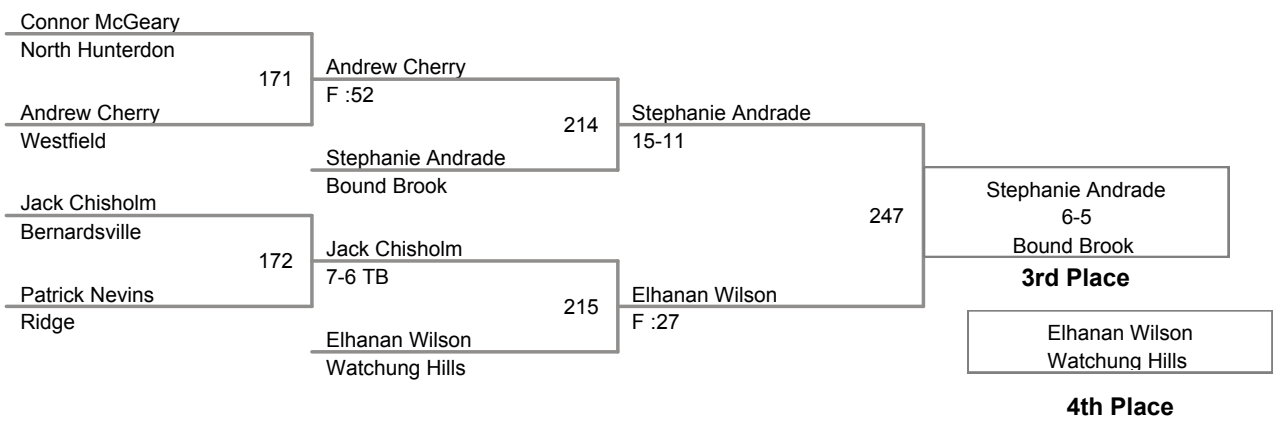 Connor McGeary
North Hunterdon
171
Andrew Cherry
Westfield
Andrew Cherry
F :52
214
Stephanie Andrade
Bound Brook
Stephanie Andrade
15-11
Jack Chisholm
Bernardsville
172
Patrick Nevins
Ridge
Jack Chisholm
7-6 TB
215
Elhanan Wilson
Watchung Hills
Elhanan Wilson
F :27
247
Stephanie Andrade
6-5
Bound Brook
3rd Place
Elhanan Wilson
Watchung Hills
4th Place